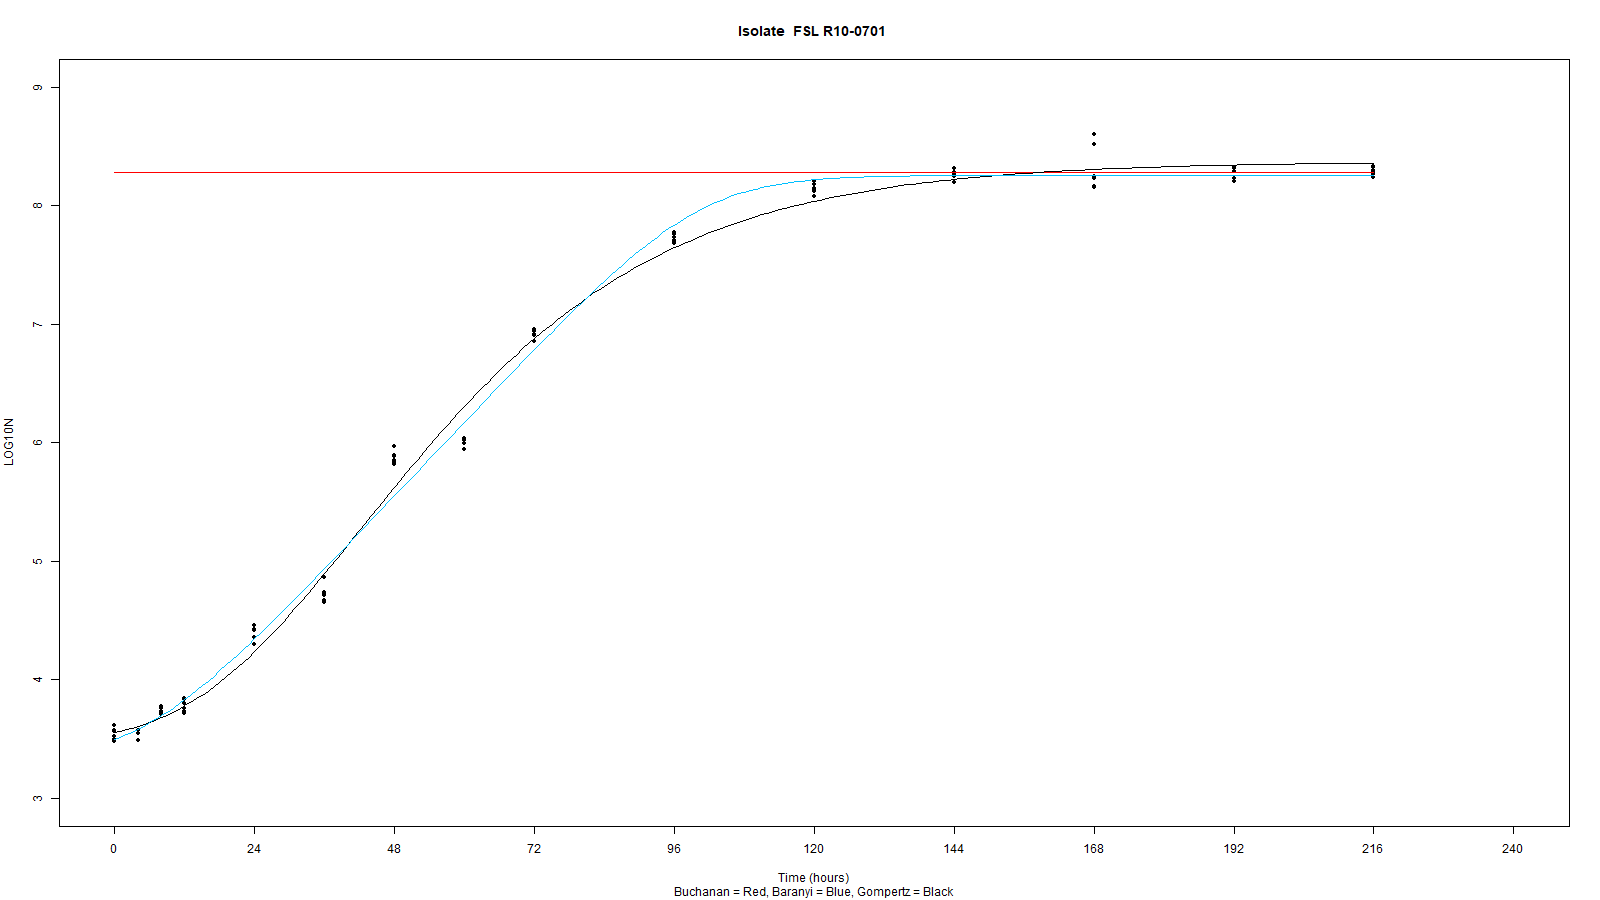 Isolate  FSL R10-0701
9
8
7
6
5
4
3
LOG10N
0 24 48 72 96 120 144 168 192 216 240
Time (hours)
Buchanan = Red, Baranyi = Blue, Gompertz = Black